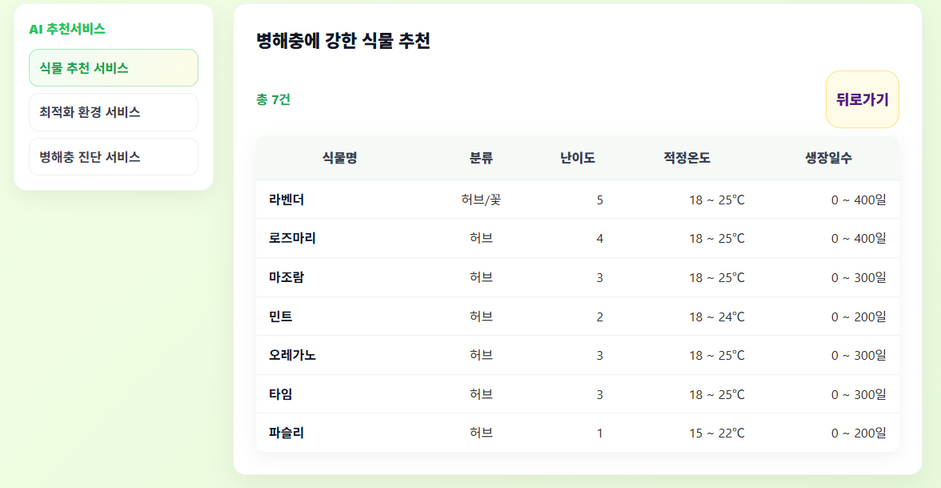 AI 추천서비스
식물 추천 서비스
최적화 환경 서비스
병해충 진단 서비스
병해충에 강한 식물 추천
총 7건
뒤로가기
식물명 분류 난이도 적정온도 생장일수
라벤더 허브/꽃 5 18 ~ 25℃ 0 ~ 400일
로즈마리 허브 4 18 ~ 25℃ 0 ~ 400일
마조람 허브 3 18 ~ 25℃ 0 ~ 300일
민트 허브 2 18 ~ 24℃ 0 ~ 200일
오레가노 허브 3 18 ~ 25℃ 0 ~ 300일
타임 허브 3 18 ~ 25℃ 0 ~ 300일
파슬리 허브 1 15 ~ 22℃ 0 ~ 200일